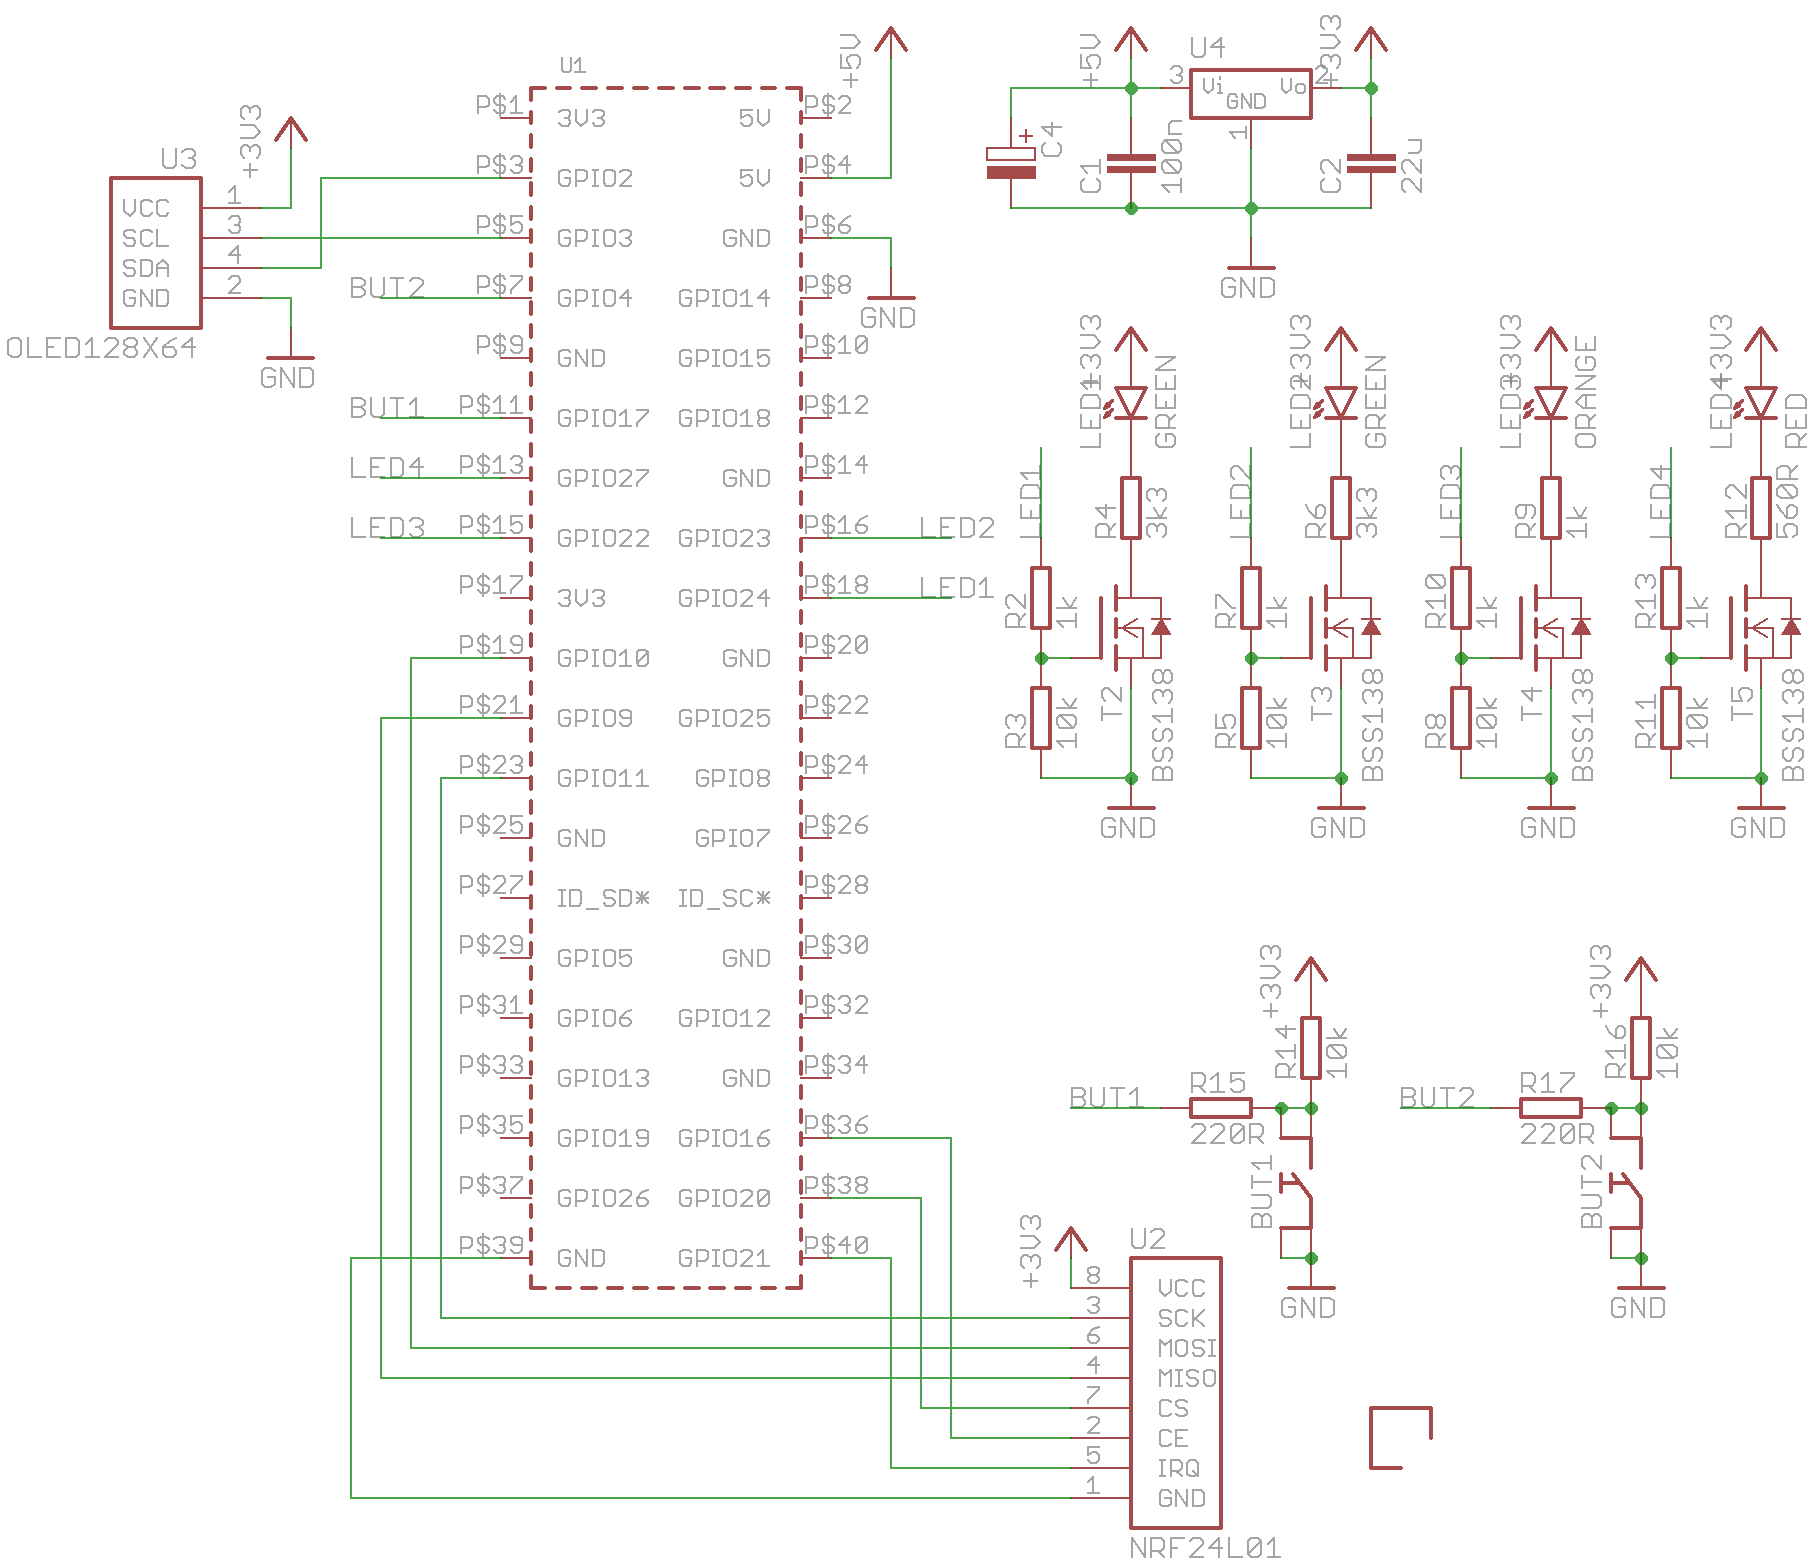 U1
P$1 3V3 5V P$2
P$3 GPIO2 5V P$4
P$5 GPIO3 GND P$6
BUT2 P$7 GPIO4 GPIO14 P$8
P$9 GND GPIO15 P$10
BUT1 P$11 GPIO17 GPIO18 P$12
LED4 P$13 GPIO27 GND P$14
LED3 P$15 GPIO22 GPIO23 P$16 LED2
P$17 3V3 GPIO24 P$18 LED1
P$19 GPIO10 GND P$20
P$21 GPIO9 GPIO25 P$22
P$23 GPIO11 GPIO8 P$24
P$25 GND GPIO7 P$26
P$27 ID_SD* ID_SC* P$28
P$29 GPIO5 GND P$30
P$31 GPIO6 GPIO12 P$32
P$33 GPIO13 GND P$34
P$35 GPIO19 GPIO16 P$36
P$37 GPIO26 GPIO20 P$38
P$39 GND GPIO21 P$40
+5V
GND
U3
+3V3
VCC 1
SCL 3
SDA 4
GND 2
OLED128X64
GND
+5V
U4
+3V3
3 Vi GND Vo 2
1
C4 +
C1 100n
C2 22u
GND
+3V3
LED1 GREEN
LED1
R4 3k3
R2 1k
R3 10k
T2 BSS138
GND
+3V3
LED2 GREEN
LED2
R6 3k3
R7 1k
R5 10k
T3 BSS138
GND
+3V3
LED3 ORANGE
LED3
R9 1k
R10 1k
R8 10k
T4 BSS138
GND
+3V3
LED4 RED
LED4
R12 560R
R13 1k
R11 10k
T5 BSS138
GND
+3V3
R14 10k
BUT1 R15
220R
BUT1
GND
+3V3
R16 10k
BUT2 R17
220R
BUT2
GND
+3V3
U2
8 VCC
3 SCK
6 MOSI
4 MISO
7 CS
2 CE
5 IRQ
1 GND
NRF24L01